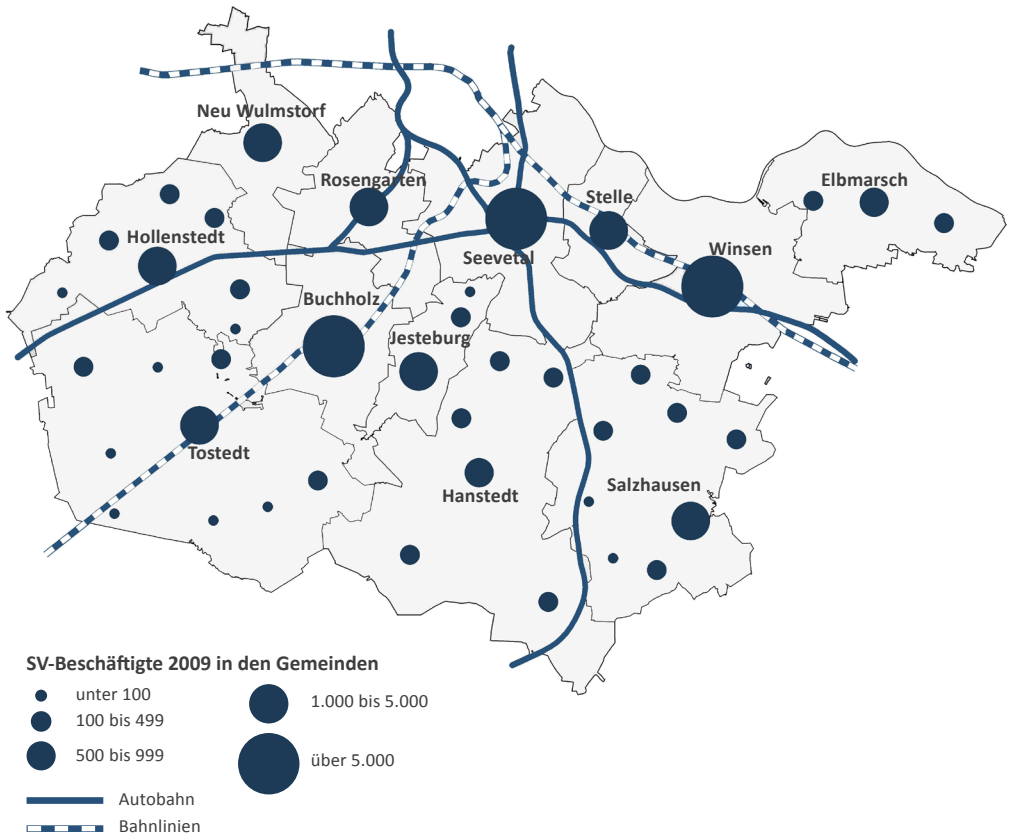 Neu Wulmstorf
Rosengarten
Stelle
Elbmarsch
Hollenstedt
Seevetal
Winsen
Buchholz
Jesteburg
Tostedt
Hanstedt
Salzhausen
SV-Beschäftigte 2009 in den Gemeinden
unter 100
100 bis 499
500 bis 999
1.000 bis 5.000
über 5.000
Autobahn
Bahnlinien